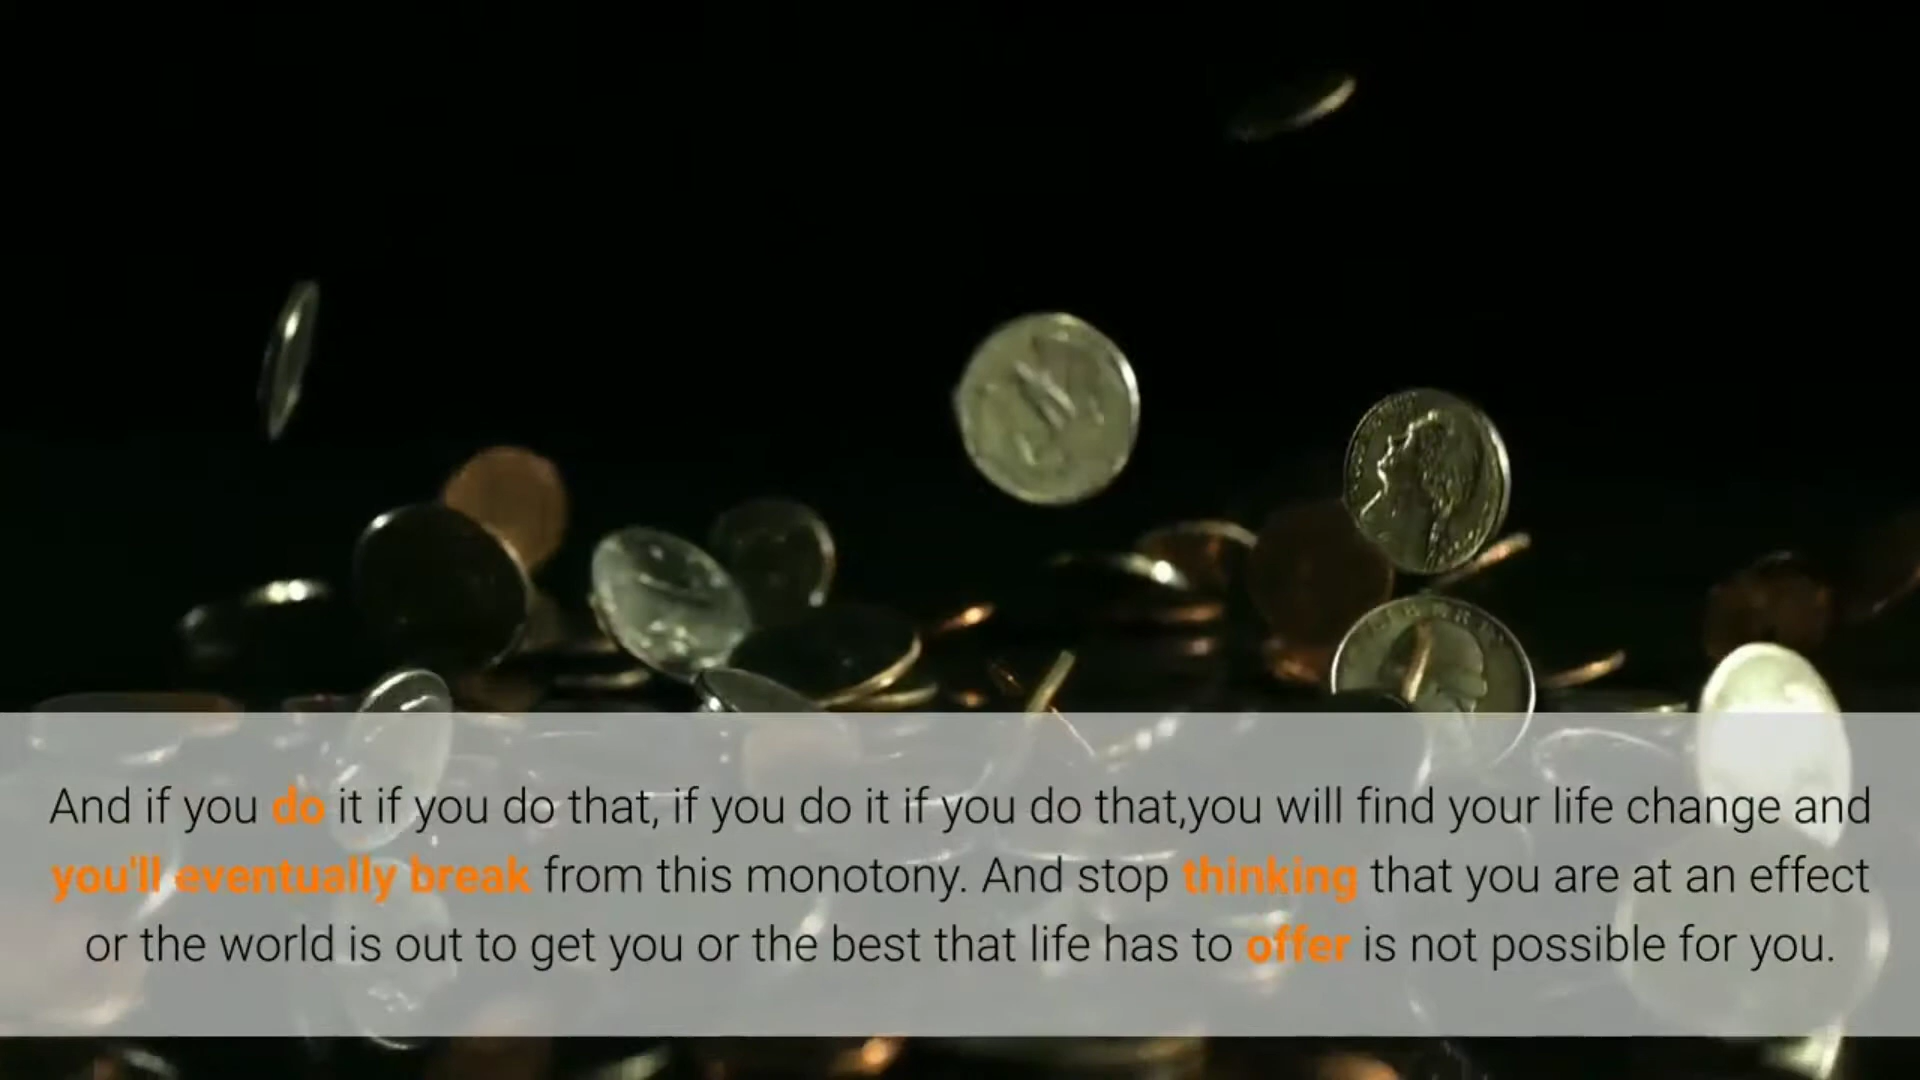 And if you do it if you do that, if you do it if you do that,you will find your life change and
you'll eventually break from this monotony. And stop thinking that you are at an effect
or the world is out to get you or the best that life has to offer is not possible for you.